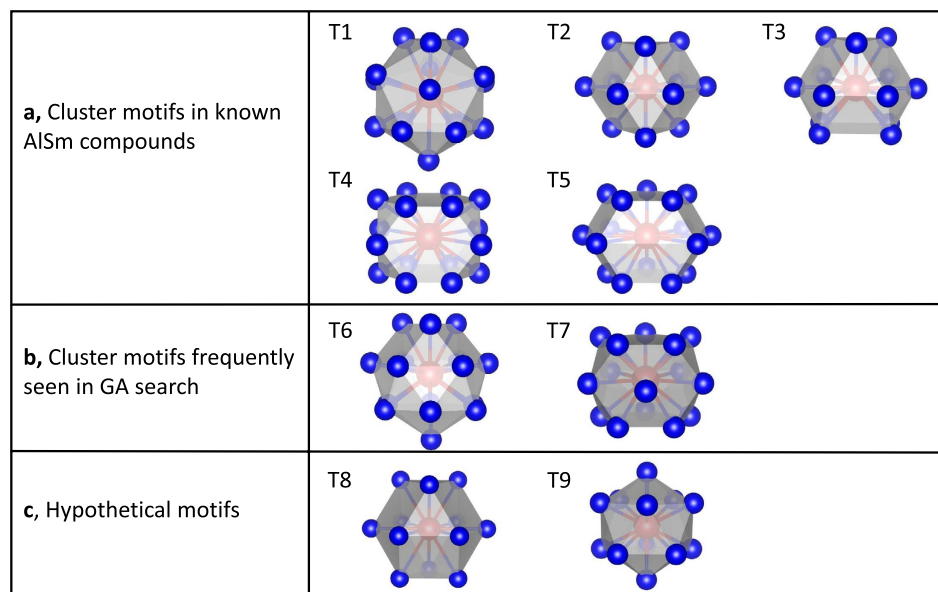 a, Cluster motifs in known
AlSm compounds
T1
T2
T3
T4
T5
b, Cluster motifs frequently
seen in GA search
T6
T7
c, Hypothetical motifs
T8
T9